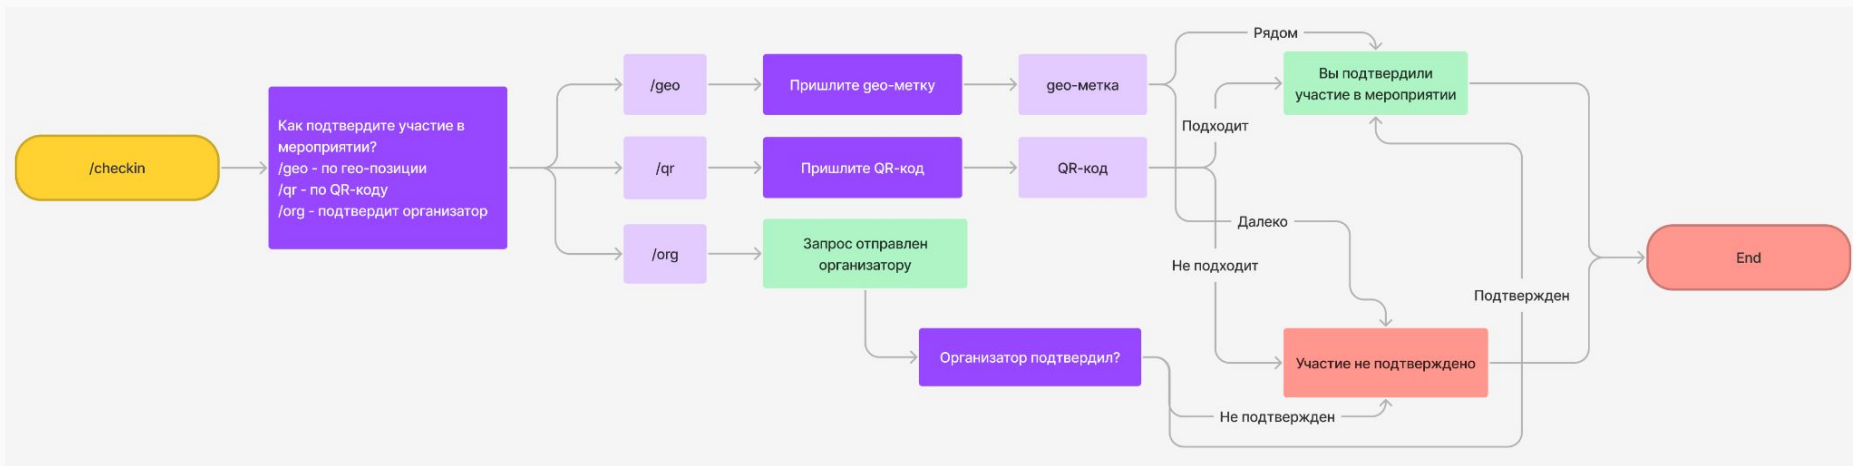 /checkin
Как подтвердите участие в
мероприятии?
/geo - по гео-позиции
/qr - по QR-коду
/org - подтвердит организатор
/geo
Пришлите geo-метку
geo-метка
Рядом
Вы подтвердили
участие в мероприятии
Подходит
/qr
Пришлите QR-код
QR-код
/org
Запрос отправлен
организатору
Далеко
Не подходит
Подтвержден
End
Организатор подтвердил?
Участие не подтверждено
Не подтвержден